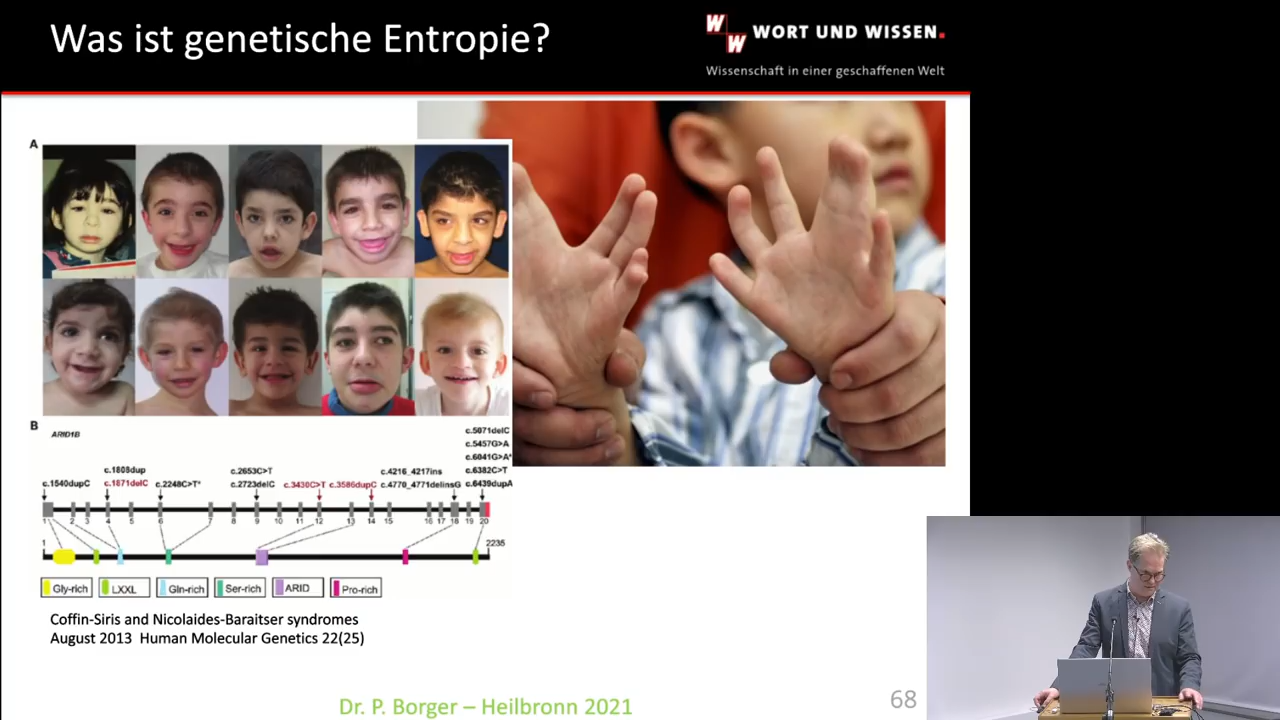 Was ist genetische Entropie?
W
W
WORT UND WISSEN.
Wissenschaft in einer geschaffenen Welt
A
B
ARID1B
c.5071delC
c.5457G>A
c.6041G>A*
c.1808dup c.2653C>T c.4216_4217ins c.6382C>T
c.1540dupC c.1871delC c.2248C>T* c.2723delC c.3430C>T c.3586dupC c.4770_4771delinsG c.6439dupA
1 2 3 4 5 6 7 8 9 10 11 12 13 14 15 16 17 18 19 20
1 2235
Gly-rich LXXL Gln-rich Ser-rich ARID Pro-rich
Coffin-Siris and Nicolaides-Baraitser syndromes
August 2013 Human Molecular Genetics 22(25)
Dr. P. Borger – Heilbronn 2021
68